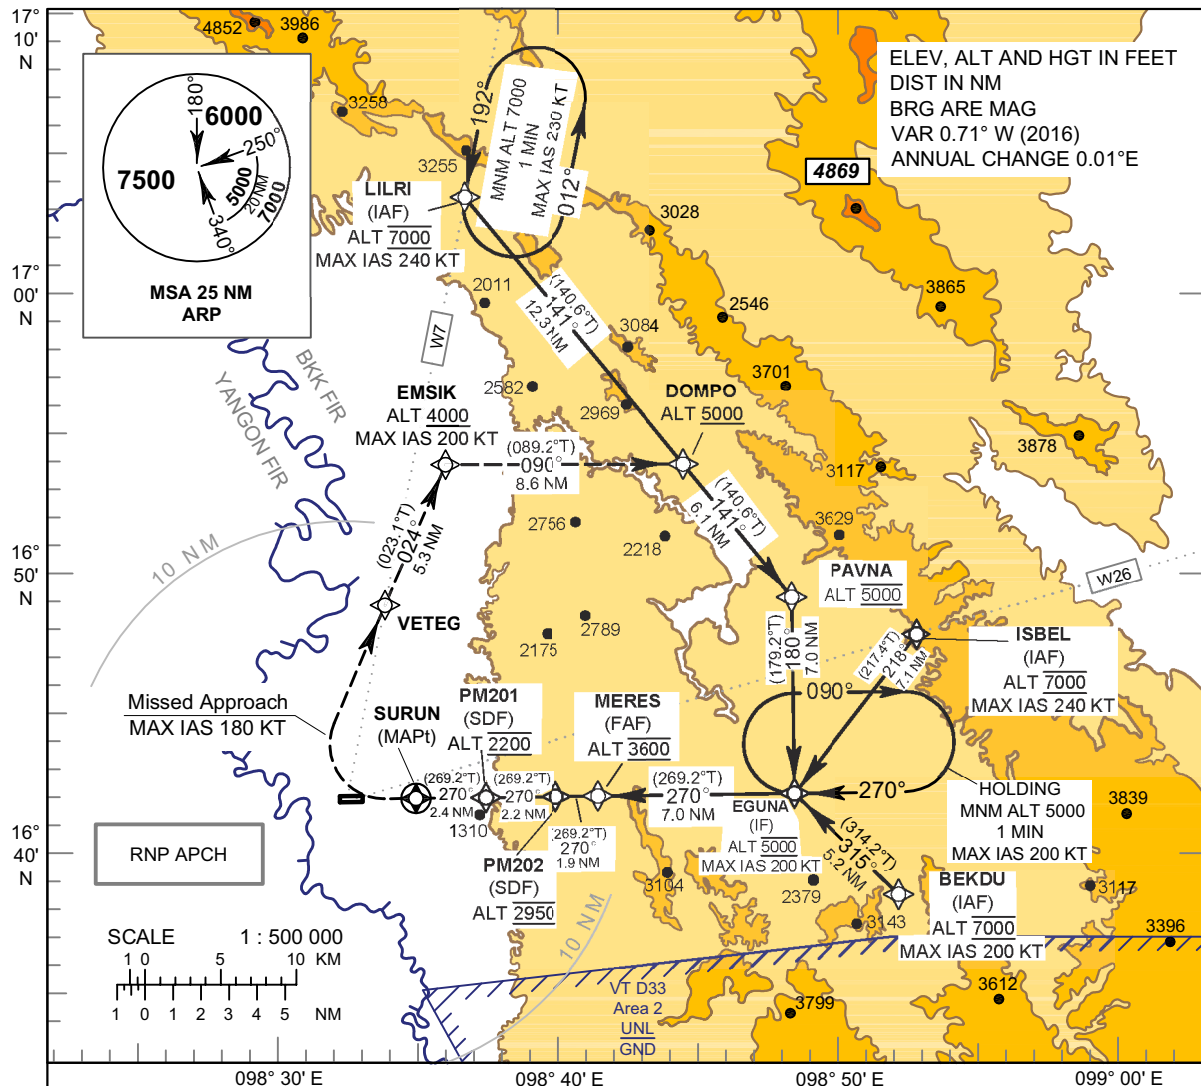 17°
10'
N
4852
3986
3258
3255
180°
6000
250°
7500
5000
20 NM
7000
340°
MSA 25 NM
ARP
ELEV, ALT AND HGT IN FEET
DIST IN NM
BRG ARE MAG
VAR 0.71° W (2016)
ANNUAL CHANGE 0.01°E
4869
192°
MNM ALT 7000
1 MIN
MAX IAS 230 KT
012°
LILRI
(IAF)
ALT 7000
MAX IAS 240 KT
3028
17°
00'
N
2011
(140.6°T)
141°
12.3 NM
3084
2546
3865
W7
BKK FIR
YANGON FIR
3701
2582
2969
EMSIK
ALT 4000
MAX IAS 200 KT
DOMPO
ALT 5000
3878
(089.2°T)
090°
8.6 NM
3117
(140.6°T)
141°
6.1 NM
(023.1°T)
024°
5.3 NM
2756
2218
3629
10 NM
16°
50'
N
PAVNA
ALT 5000
W26
VETEG
2789
2175
(179.2°T)
180°
7.0 NM
(217.4°T)
218°
7.1 NM
ISBEL
(IAF)
ALT 7000
MAX IAS 240 KT
090°
Missed Approach
MAX IAS 180 KT
SURUN
(MAPt)
PM201
(SDF)
ALT 2200
MERES
(FAF)
ALT 3600
(269.2°T)
270°
2.4 NM
(269.2°T)
270°
2.2 NM
(269.2°T)
270°
7.0 NM
270°
1310
(269.2°T)
270°
1.9 NM
EGUNA
(IF)
ALT 5000
MAX IAS 200 KT
HOLDING
MNM ALT 5000
1 MIN
MAX IAS 200 KT
3839
16°
40'
N
RNP APCH
PM202
(SDF)
ALT 2950
3104
2379
(314.2°T)
315°
5.2 NM
BEKDU
(IAF)
ALT 7000
MAX IAS 200 KT
3117
3143
3396
10 NM
SCALE
1 : 500 000
1 0 5 10 KM
1 0 1 2 3 4 5 NM
VT D33
Area 2
UNL
GND
3799
3612
098° 30' E
098° 40' E
098° 50' E
099° 00' E